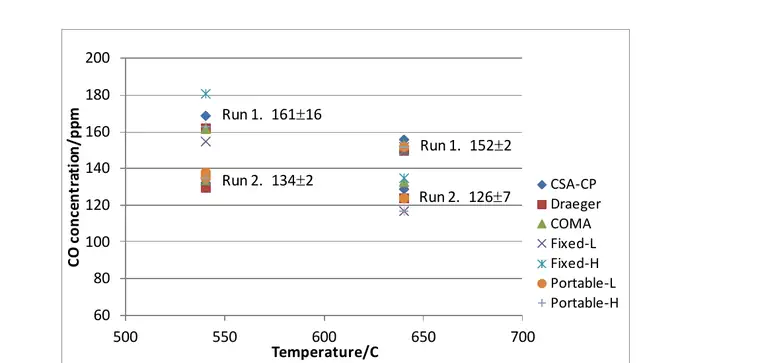 200
180
160
140
120
100
80
60
CO concentration/ppm
500 550 600 650 700
Temperature/C
Run 1. 161±16
Run 1. 152±2
Run 2. 134±2
Run 2. 126±7
CSA-CP
Draeger
COMA
Fixed-L
Fixed-H
Portable-L
Portable-H